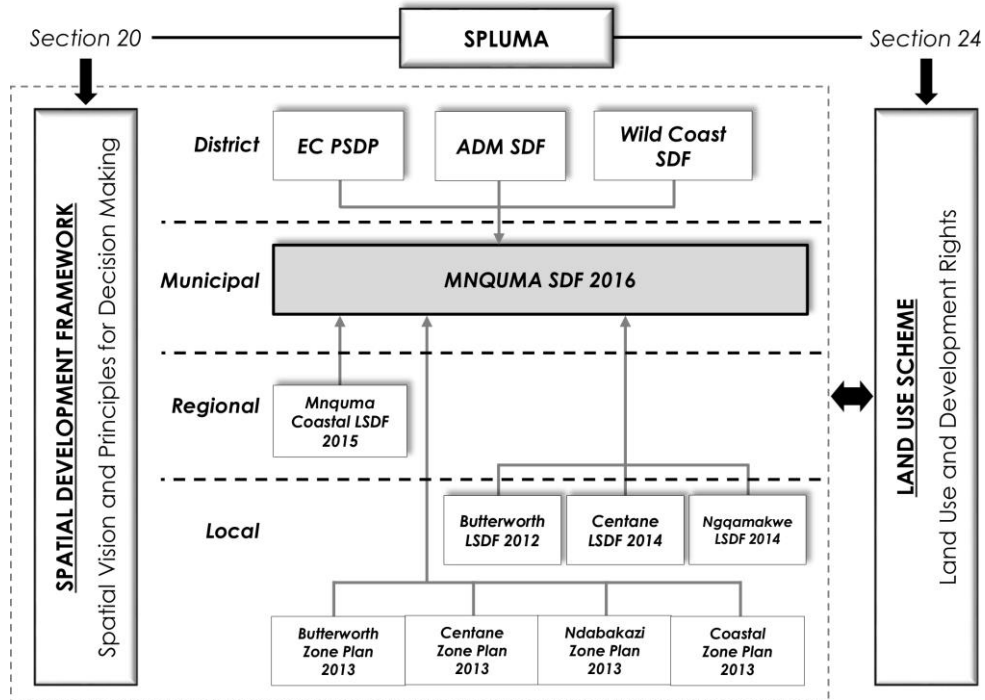 Section 20
SPLUMA
Section 24
SPATIAL DEVELOPMENT FRAMEWORK
Spatial Vision and Principles for Decision Making
District
EC PSDP
ADM SDF
Wild Coast
SDF
Municipal
MNQUMA SDF 2016
Regional
Mnquma
Coastal LSDF
2015
Local
Butterworth
LSDF 2012
Centane
LSDF 2014
Ngqamakwe
LSDF 2014
Butterworth
Zone Plan
2013
Centane
Zone Plan
2013
Ndabakazi
Zone Plan
2013
Coastal
Zone Plan
2013
LAND USE SCHEME
Land Use and Development Rights